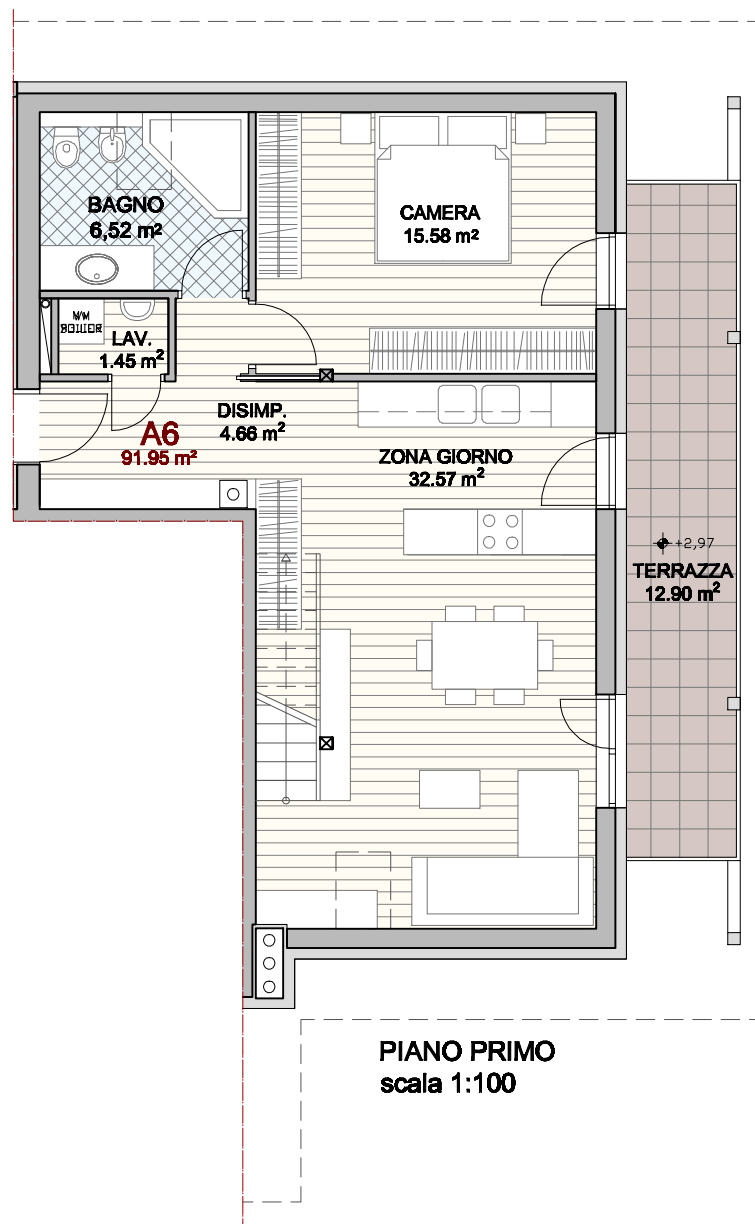 BAGNO
6,52 m²
CAMERA
15.58 m²
W/M
BOILER
LAV.
1.45 m²
DISIMP.
4.66 m²
A6
91.95 m²
ZONA GIORNO
32.57 m²
+2,97
TERRAZZA
12.90 m²
PIANO PRIMO
scala 1:100